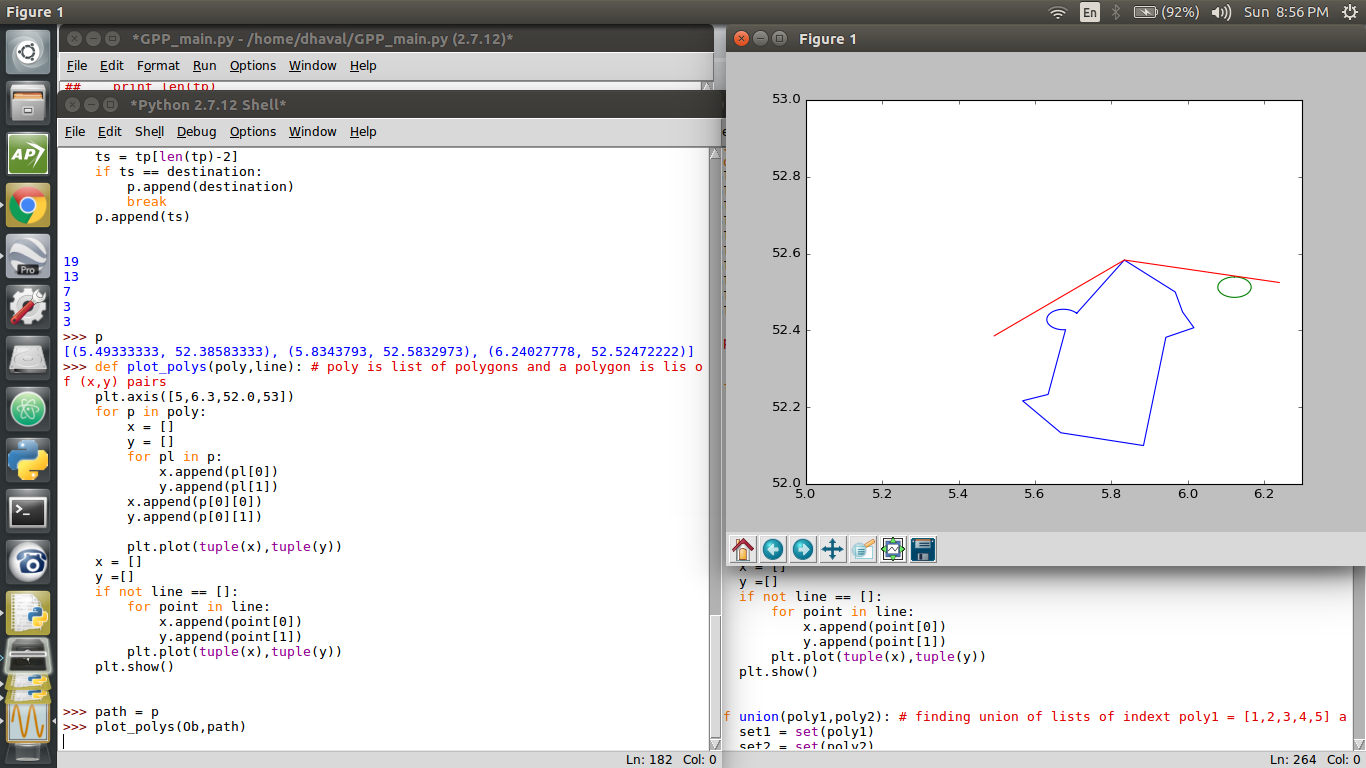 Figure 1
En
(92%)
Sun 8:56 PM
*GPP_main.py - /home/dhaval/GPP_main.py (2.7.12)*
File Edit Format Run Options Window Help
## print len(tp)
*Python 2.7.12 Shell*
File Edit Shell Debug Options Window Help
ts = tp[len(tp)-2]
if ts == destination:
p.append(destination)
break
p.append(ts)
19
13
7
3
3
>>> p
[(5.49333333, 52.38583333), (5.8343793, 52.5832973), (6.24027778, 52.52472222)]
>>> def plot_polys(poly,line): # poly is list of polygons and a polygon is lis o
f (x,y) pairs
plt.axis([5,6.3,52.0,53])
for p in poly:
x = []
y = []
for pl in p:
x.append(pl[0])
y.append(pl[1])
x.append(p[0][0])
y.append(p[0][1])
plt.plot(tuple(x),tuple(y))
x = []
y =[]
if not line == []:
for point in line:
x.append(point[0])
y.append(point[1])
plt.plot(tuple(x),tuple(y))
plt.show()
>>> path = p
>>> plot_polys(Ob,path)
Ln: 182 Col: 0
Figure 1
53.0
52.8
52.6
52.4
52.2
52.0
5.0 5.2 5.4 5.6 5.8 6.0 6.2
x = []
y =[]
if not line == []:
for point in line:
x.append(point[0])
y.append(point[1])
plt.plot(tuple(x),tuple(y))
plt.show()
f union(poly1,poly2): # finding union of lists of indext poly1 = [1,2,3,4,5] a
set1 = set(poly1)
set2 = set(poly2)
Ln: 264 Col: 0
AP
Pro